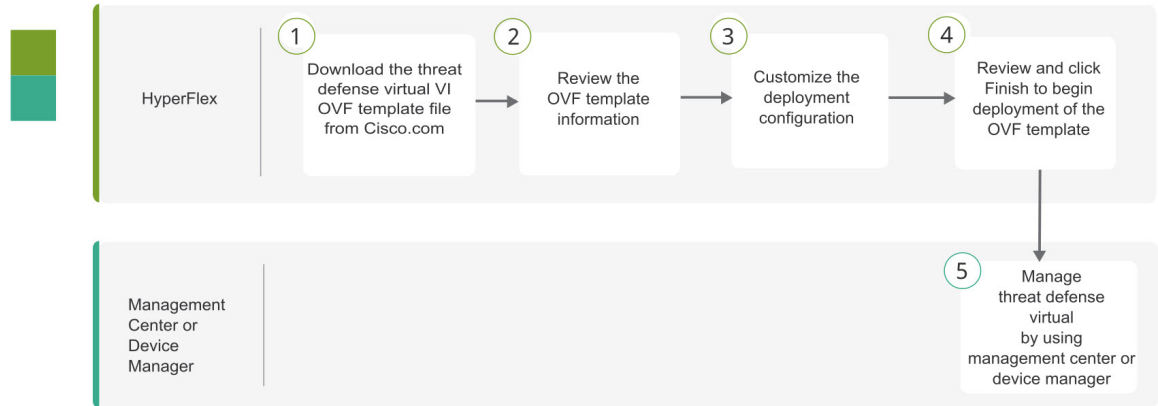 HyperFlex
1
Download the threat
defense virtual VI
OVF template file
from Cisco.com
2
Review the
OVF template
information
3
Customize the
deployment
configuration
4
Review and click
Finish to begin
deployment of the
OVF template
Management
Center or
Device
Manager
5
Manage
threat defense
virtual
by using
management center or
device manager